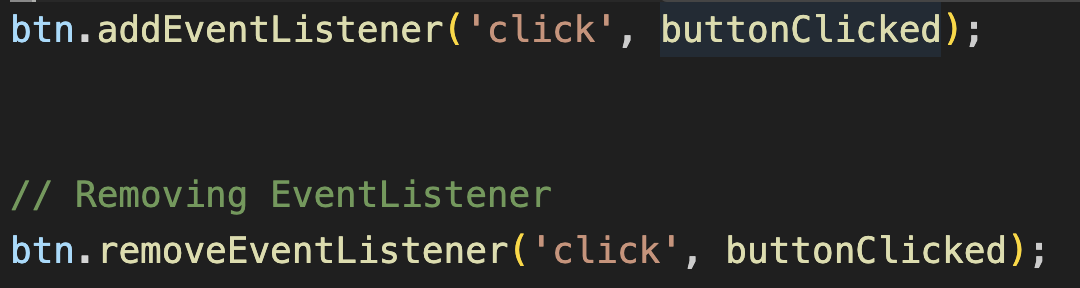 btn.addEventListener('click', buttonClicked);
// Removing EventListener
btn.removeEventListener('click', buttonClicked);